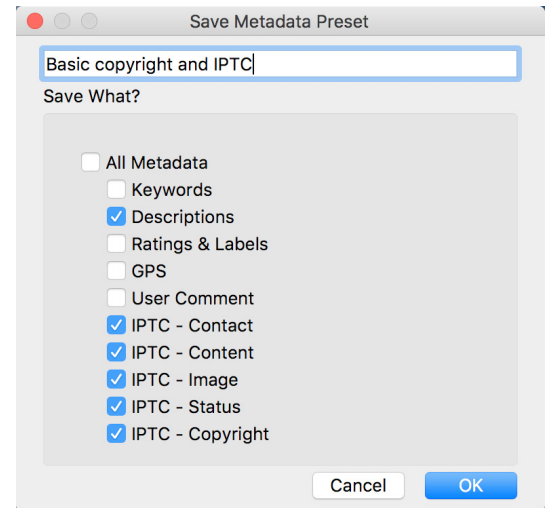 Save Metadata Preset
Basic copyright and IPTC
Save What?
All Metadata
Keywords
Descriptions
Ratings & Labels
GPS
User Comment
IPTC - Contact
IPTC - Content
IPTC - Image
IPTC - Status
IPTC - Copyright
Cancel OK